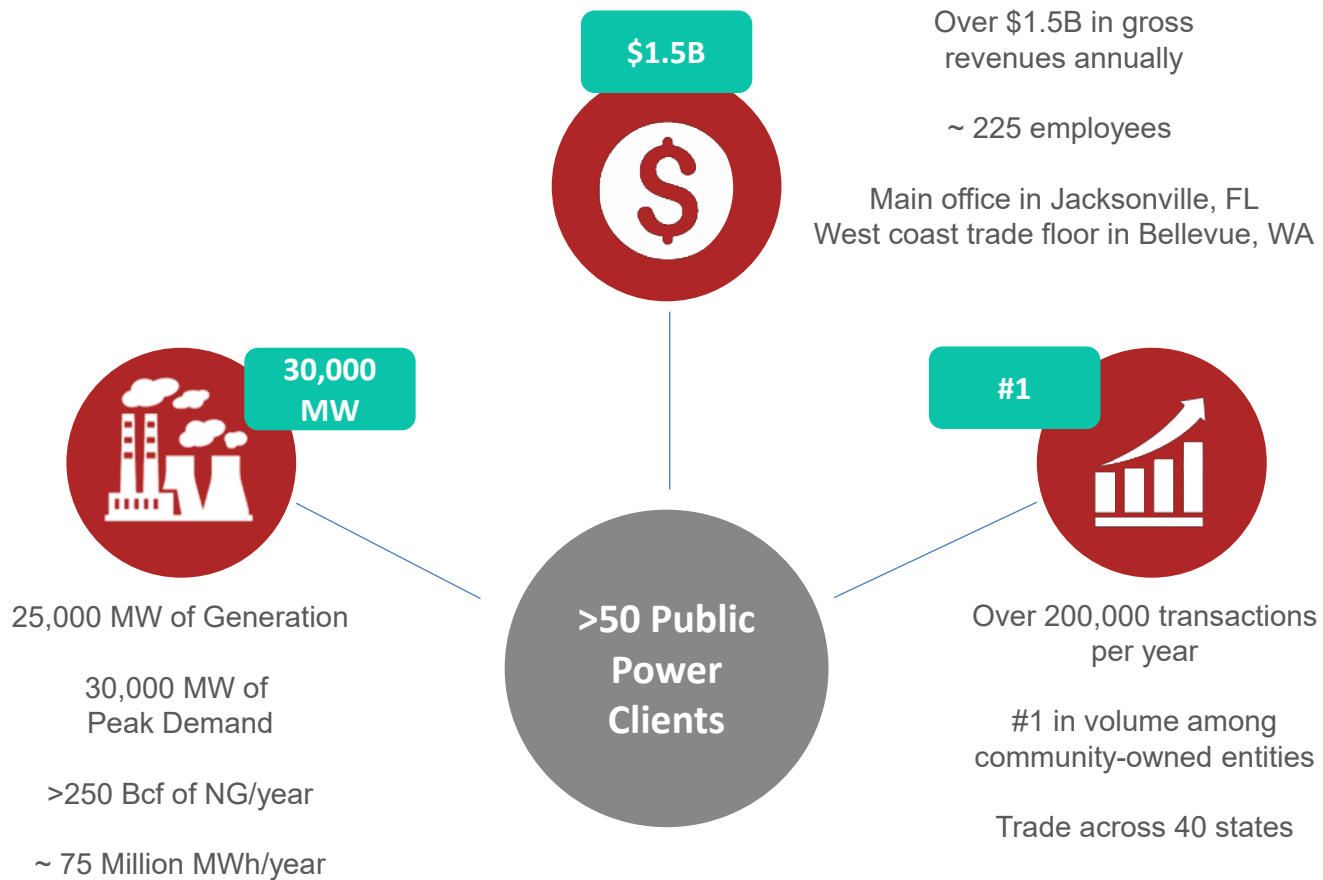 $1.5B
Over $1.5B in gross
revenues annually
~ 225 employees
Main office in Jacksonville, FL
West coast trade floor in Bellevue, WA
30,000
MW
25,000 MW of Generation
30,000 MW of
Peak Demand
>250 Bcf of NG/year
~ 75 Million MWh/year
>50 Public
Power
Clients
#1
Over 200,000 transactions
per year
#1 in volume among
community-owned entities
Trade across 40 states